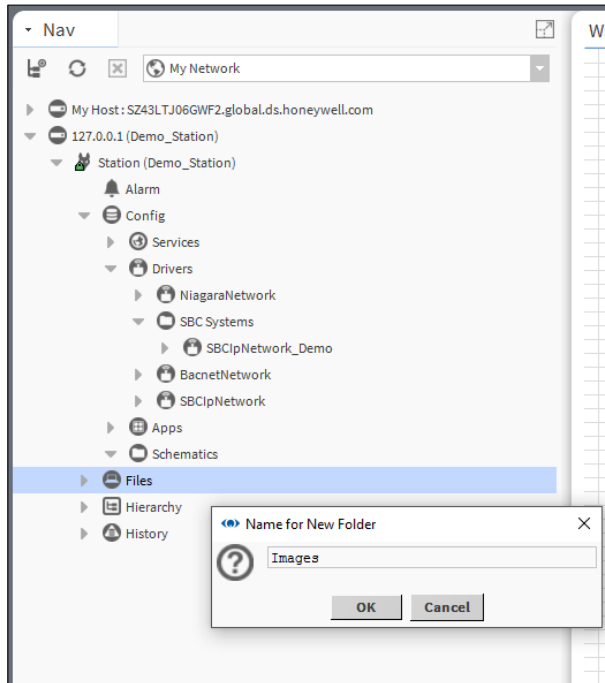 Nav
W
My Network
My Host : SZ43LTJ06GWF2.global.ds.honeywell.com
127.0.0.1 (Demo_Station)
Station (Demo_Station)
Alarm
Config
Services
Drivers
NiagaraNetwork
SBC Systems
SBCIpNetwork_Demo
BacnetNetwork
SBCIpNetwork
Apps
Schematics
Files
Hierarchy
History
Name for New Folder
Images
OK Cancel